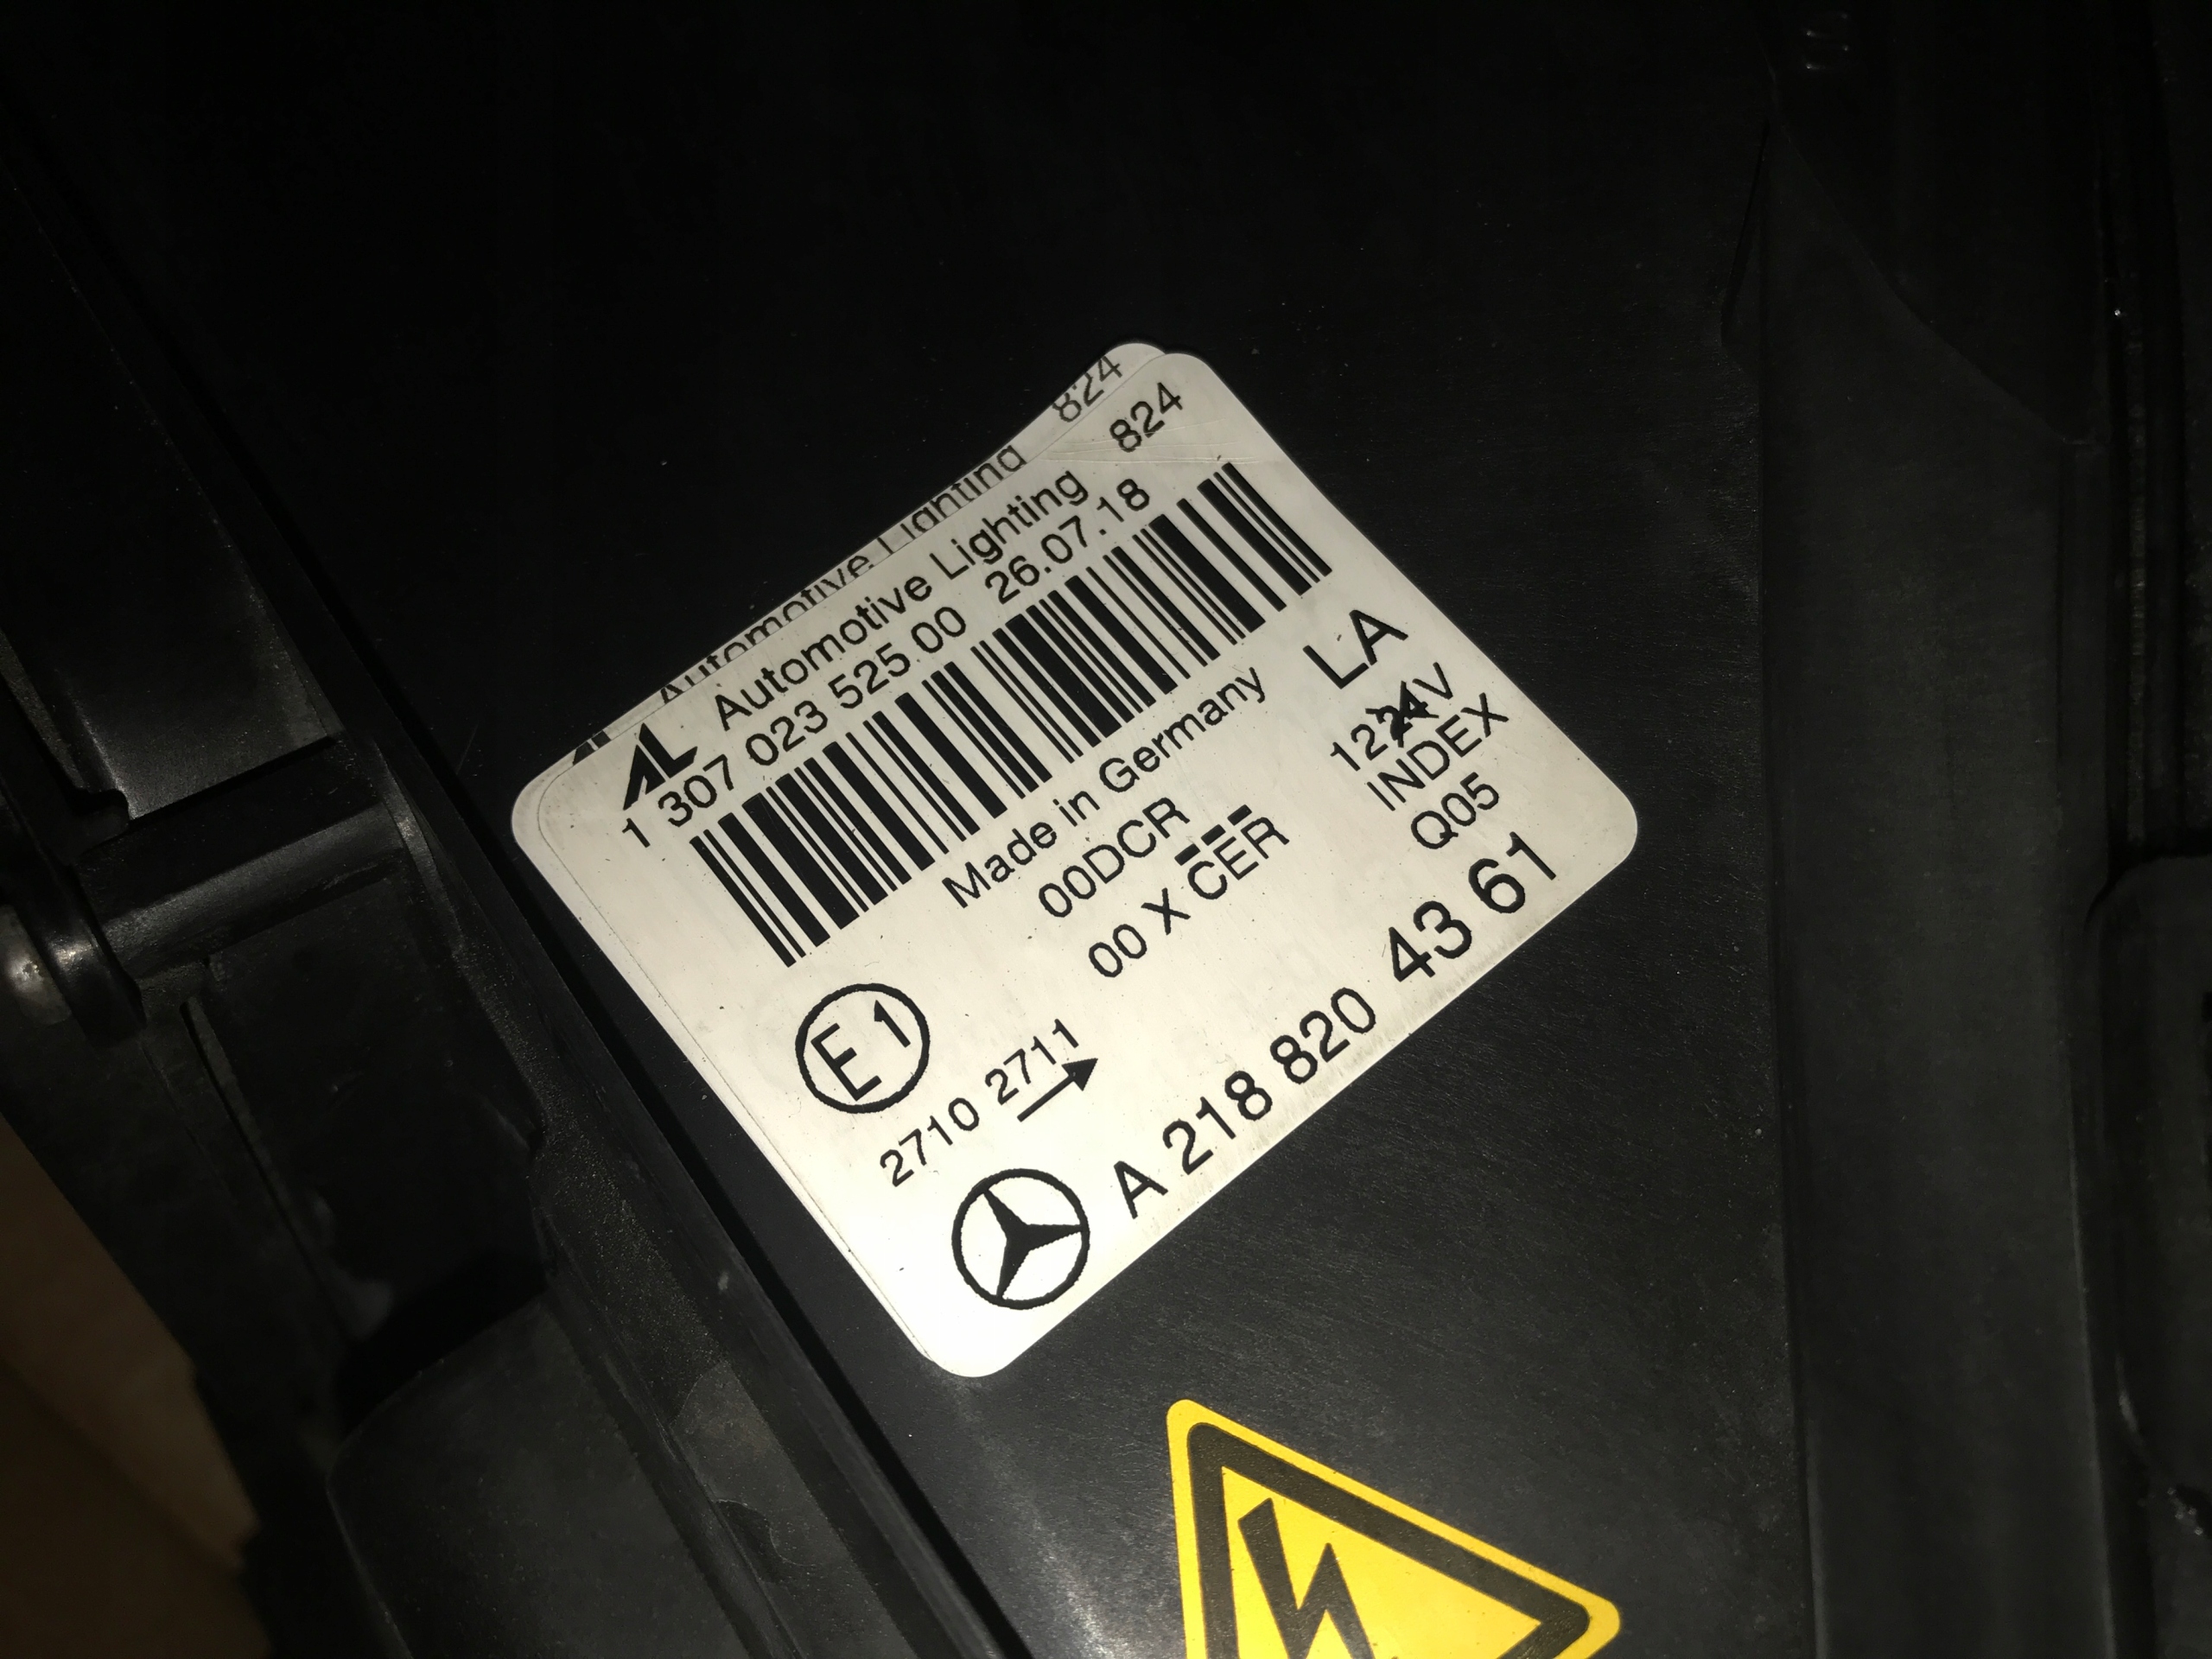 Automotive Lighting 824
AL Automotive Lighting 824
1 307 023 525.00 26.07.18
Made in Germany LA
00DCR 1224V
00 X CER INDEX
Q05
E1
2710 2711
A 218 820 43 61